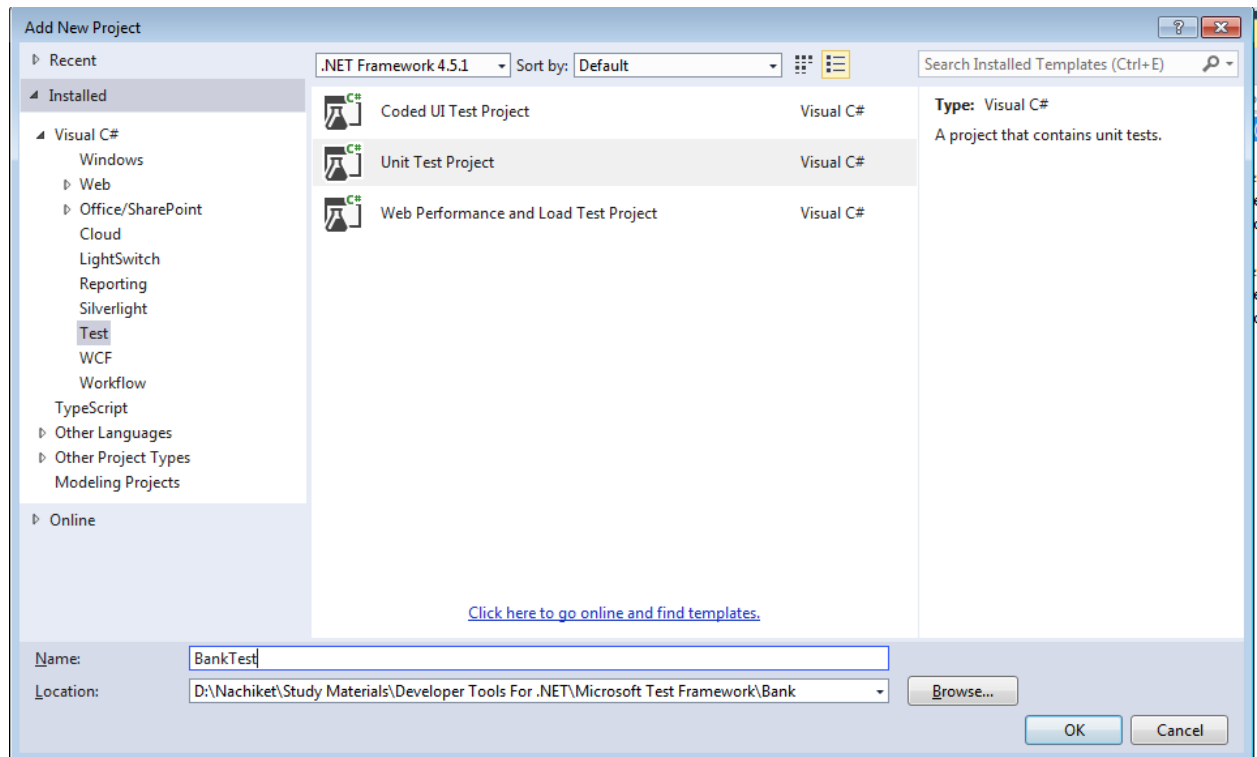 Add New Project
Recent
.NET Framework 4.5.1 Sort by: Default
Search Installed Templates (Ctrl+E)
Installed
Visual C#
Windows
Web
Office/SharePoint
Cloud
LightSwitch
Reporting
Silverlight
Test
WCF
Workflow
TypeScript
Other Languages
Other Project Types
Modeling Projects
Online
C# Coded UI Test Project Visual C#
C# Unit Test Project Visual C#
C# Web Performance and Load Test Project Visual C#
Click here to go online and find templates.
Type: Visual C#
A project that contains unit tests.
Name: BankTest
Location: D:\Nachiket\Study Materials\Developer Tools For .NET\Microsoft Test Framework\Bank Browse...
OK Cancel